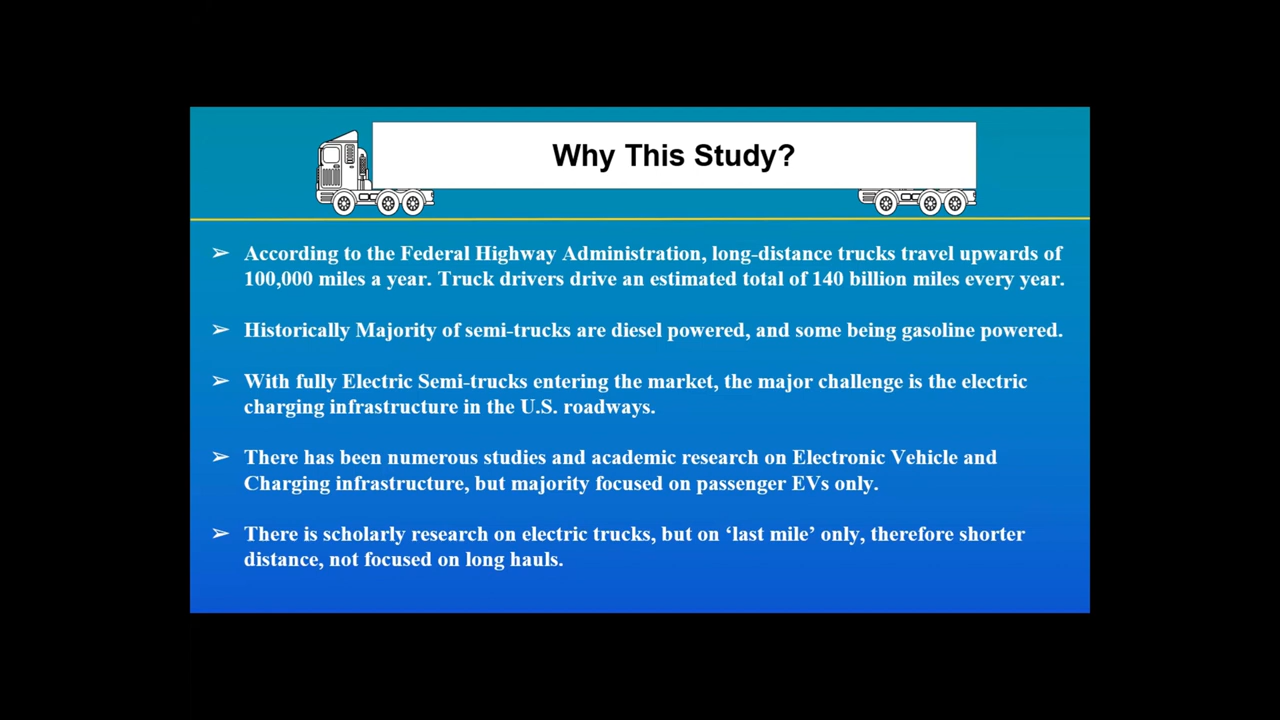 Why This Study?
➢ According to the Federal Highway Administration, long-distance trucks travel upwards of
100,000 miles a year. Truck drivers drive an estimated total of 140 billion miles every year.
➢ Historically Majority of semi-trucks are diesel powered, and some being gasoline powered.
➢ With fully Electric Semi-trucks entering the market, the major challenge is the electric
charging infrastructure in the U.S. roadways.
➢ There has been numerous studies and academic research on Electronic Vehicle and
Charging infrastructure, but majority focused on passenger EVs only.
➢ There is scholarly research on electric trucks, but on ‘last mile’ only, therefore shorter
distance, not focused on long hauls.